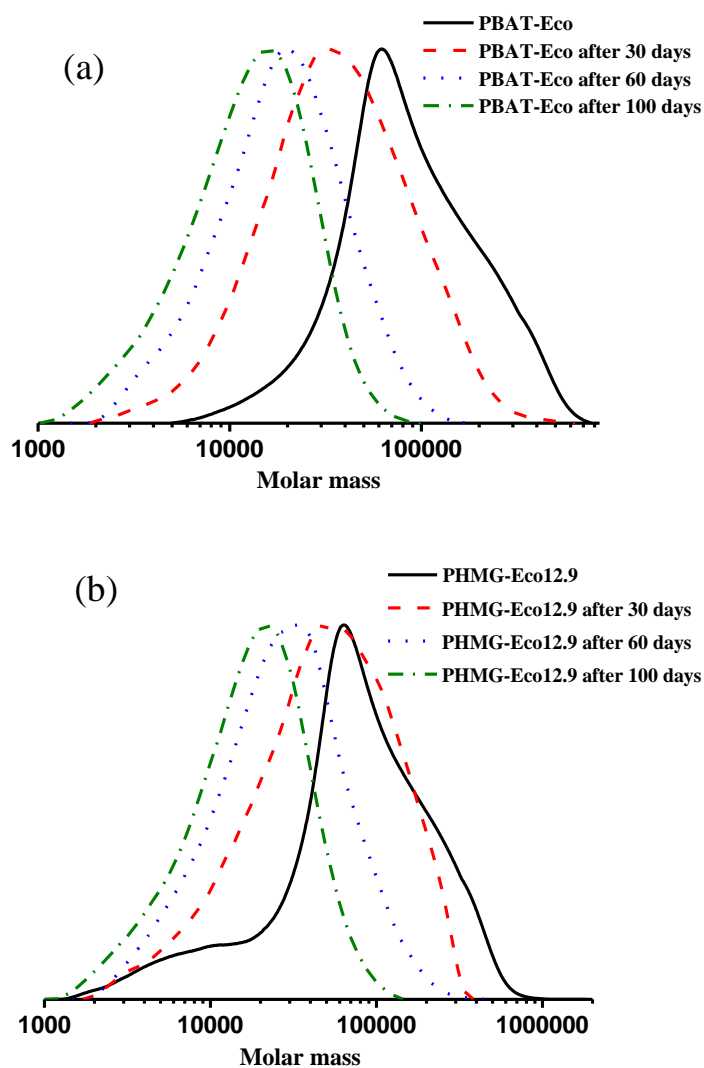 (a)
PBAT-Eco
PBAT-Eco after 30 days
PBAT-Eco after 60 days
PBAT-Eco after 100 days
1000 10000 100000
Molar mass
(b)
PHMG-Eco12.9
PHMG-Eco12.9 after 30 days
PHMG-Eco12.9 after 60 days
PHMG-Eco12.9 after 100 days
1000 10000 100000 1000000
Molar mass